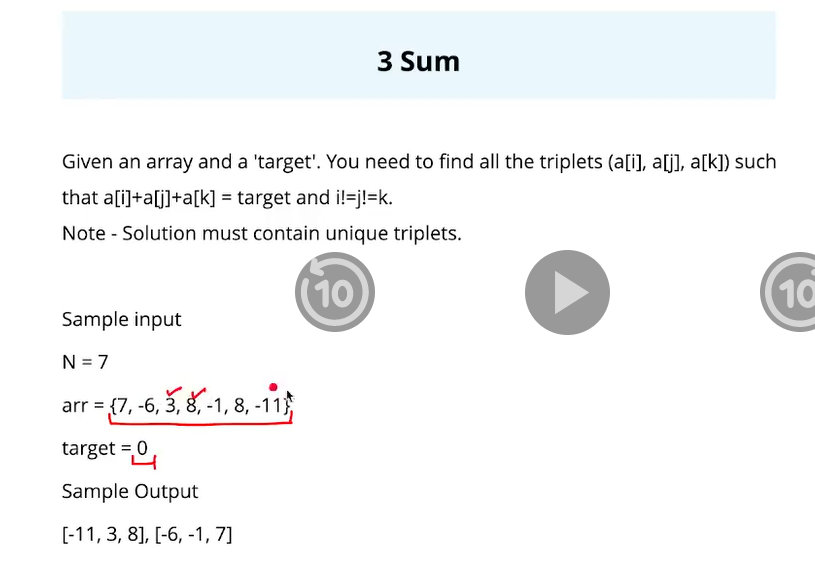 3 Sum
Given an array and a 'target'. You need to find all the triplets (a[i], a[j], a[k]) such
that a[i]+a[j]+a[k] = target and i!=j!=k.
Note - Solution must contain unique triplets.
10
10
Sample input
N = 7
arr = {7, -6, 3, 8, -1, 8, -11}
target = 0
Sample Output
[-11, 3, 8], [-6, -1, 7]